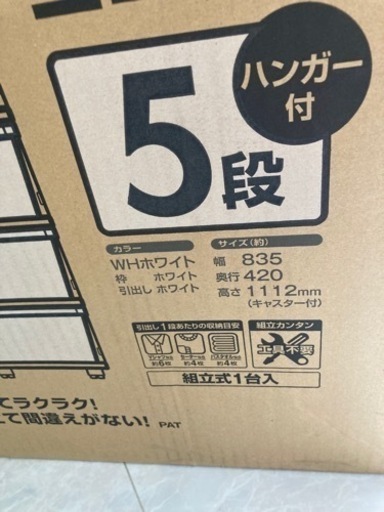 5段
ハンガー
付
カラー
WHホワイト
枠 ホワイト
引出し ホワイト
サイズ(約)
幅 835
奥行 420
高さ 1112mm
(キャスター付)
引出し1段あたりの収納目安
約6枚 約4枚 約4枚
組立カンタン
工具不要
組立式1台入
てラクラク!
て間違えがない! PAT